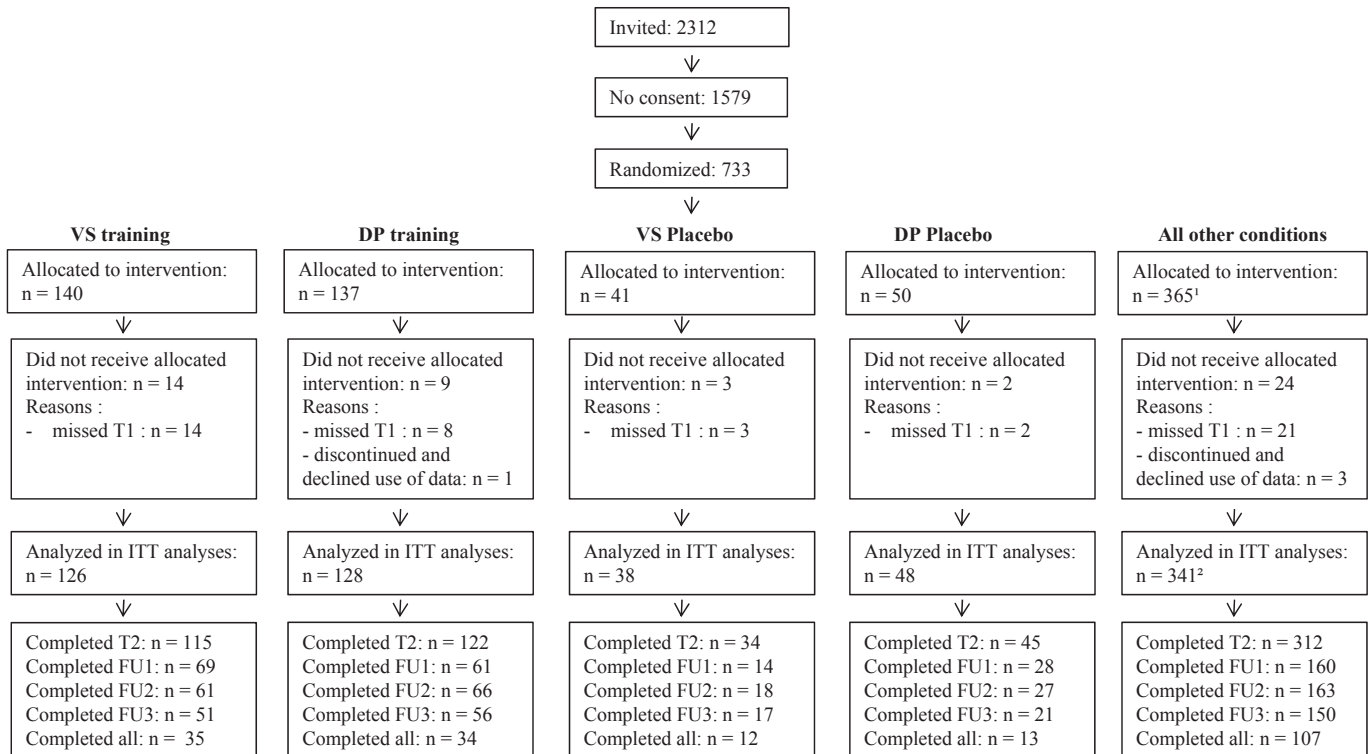 Invited: 2312
No consent: 1579
Randomized: 733
VS training
Allocated to intervention:
n = 140
Did not receive allocated
intervention: n = 14
Reasons :
- missed T1 : n = 14
Analyzed in ITT analyses:
n = 126
Completed T2: n = 115
Completed FU1: n = 69
Completed FU2: n = 61
Completed FU3: n = 51
Completed all: n = 35
DP training
Allocated to intervention:
n = 137
Did not receive allocated
intervention: n = 9
Reasons :
- missed T1 : n = 8
- discontinued and
declined use of data: n = 1
Analyzed in ITT analyses:
n = 128
Completed T2: n = 122
Completed FU1: n = 61
Completed FU2: n = 66
Completed FU3: n = 56
Completed all: n = 34
VS Placebo
Allocated to intervention:
n = 41
Did not receive allocated
intervention: n = 3
Reasons :
- missed T1 : n = 3
Analyzed in ITT analyses:
n = 38
Completed T2: n = 34
Completed FU1: n = 14
Completed FU2: n = 18
Completed FU3: n = 17
Completed all: n = 12
DP Placebo
Allocated to intervention:
n = 50
Did not receive allocated
intervention: n = 2
Reasons :
- missed T1 : n = 2
Analyzed in ITT analyses:
n = 48
Completed T2: n = 45
Completed FU1: n = 28
Completed FU2: n = 27
Completed FU3: n = 21
Completed all: n = 13
All other conditions
Allocated to intervention:
n = 365¹
Did not receive allocated
intervention: n = 24
Reasons :
- missed T1 : n = 21
- discontinued and
declined use of data: n = 3
Analyzed in ITT analyses:
n = 341²
Completed T2: n = 312
Completed FU1: n = 160
Completed FU2: n = 163
Completed FU3: n = 150
Completed all: n = 107